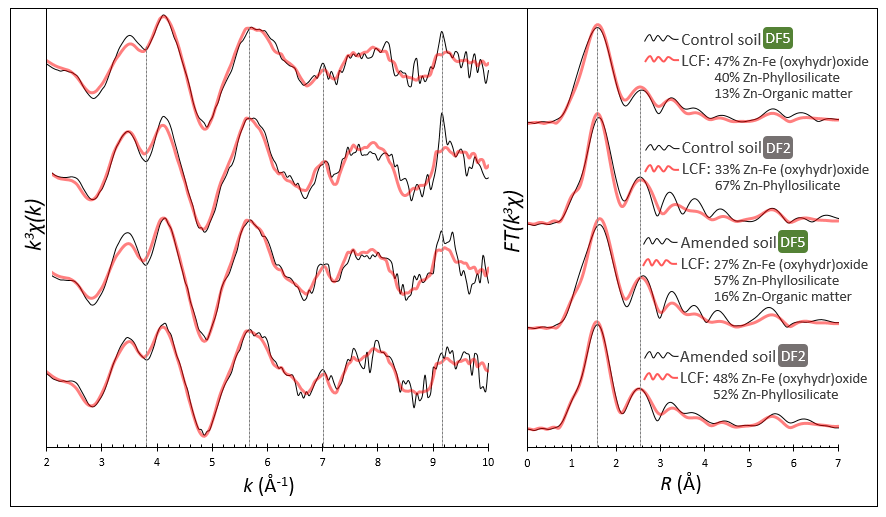 k³χ(k)
2 3 4 5 6 7 8 9 10
k (Å⁻¹)
FT(k³χ)
Control soil DF5
LCF: 47% Zn-Fe (oxyhydr)oxide
40% Zn-Phyllosilicate
13% Zn-Organic matter
Control soil DF2
LCF: 33% Zn-Fe (oxyhydr)oxide
67% Zn-Phyllosilicate
Amended soil DF5
LCF: 27% Zn-Fe (oxyhydr)oxide
57% Zn-Phyllosilicate
16% Zn-Organic matter
Amended soil DF2
LCF: 48% Zn-Fe (oxyhydr)oxide
52% Zn-Phyllosilicate
0 1 2 3 4 5 6 7
R (Å)